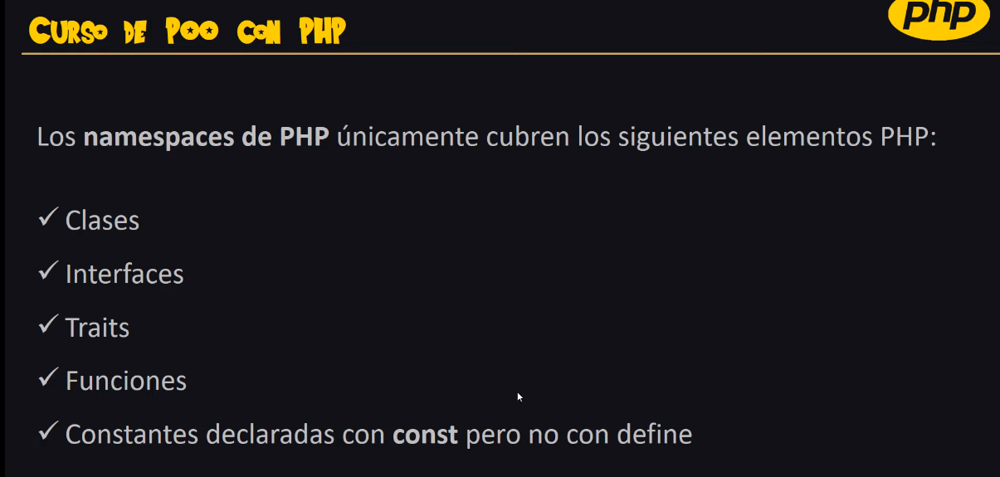 CURSO DE POO CON PHP
php
Los namespaces de PHP únicamente cubren los siguientes elementos PHP:
✓ Clases
✓ Interfaces
✓ Traits
✓ Funciones
✓ Constantes declaradas con const pero no con define